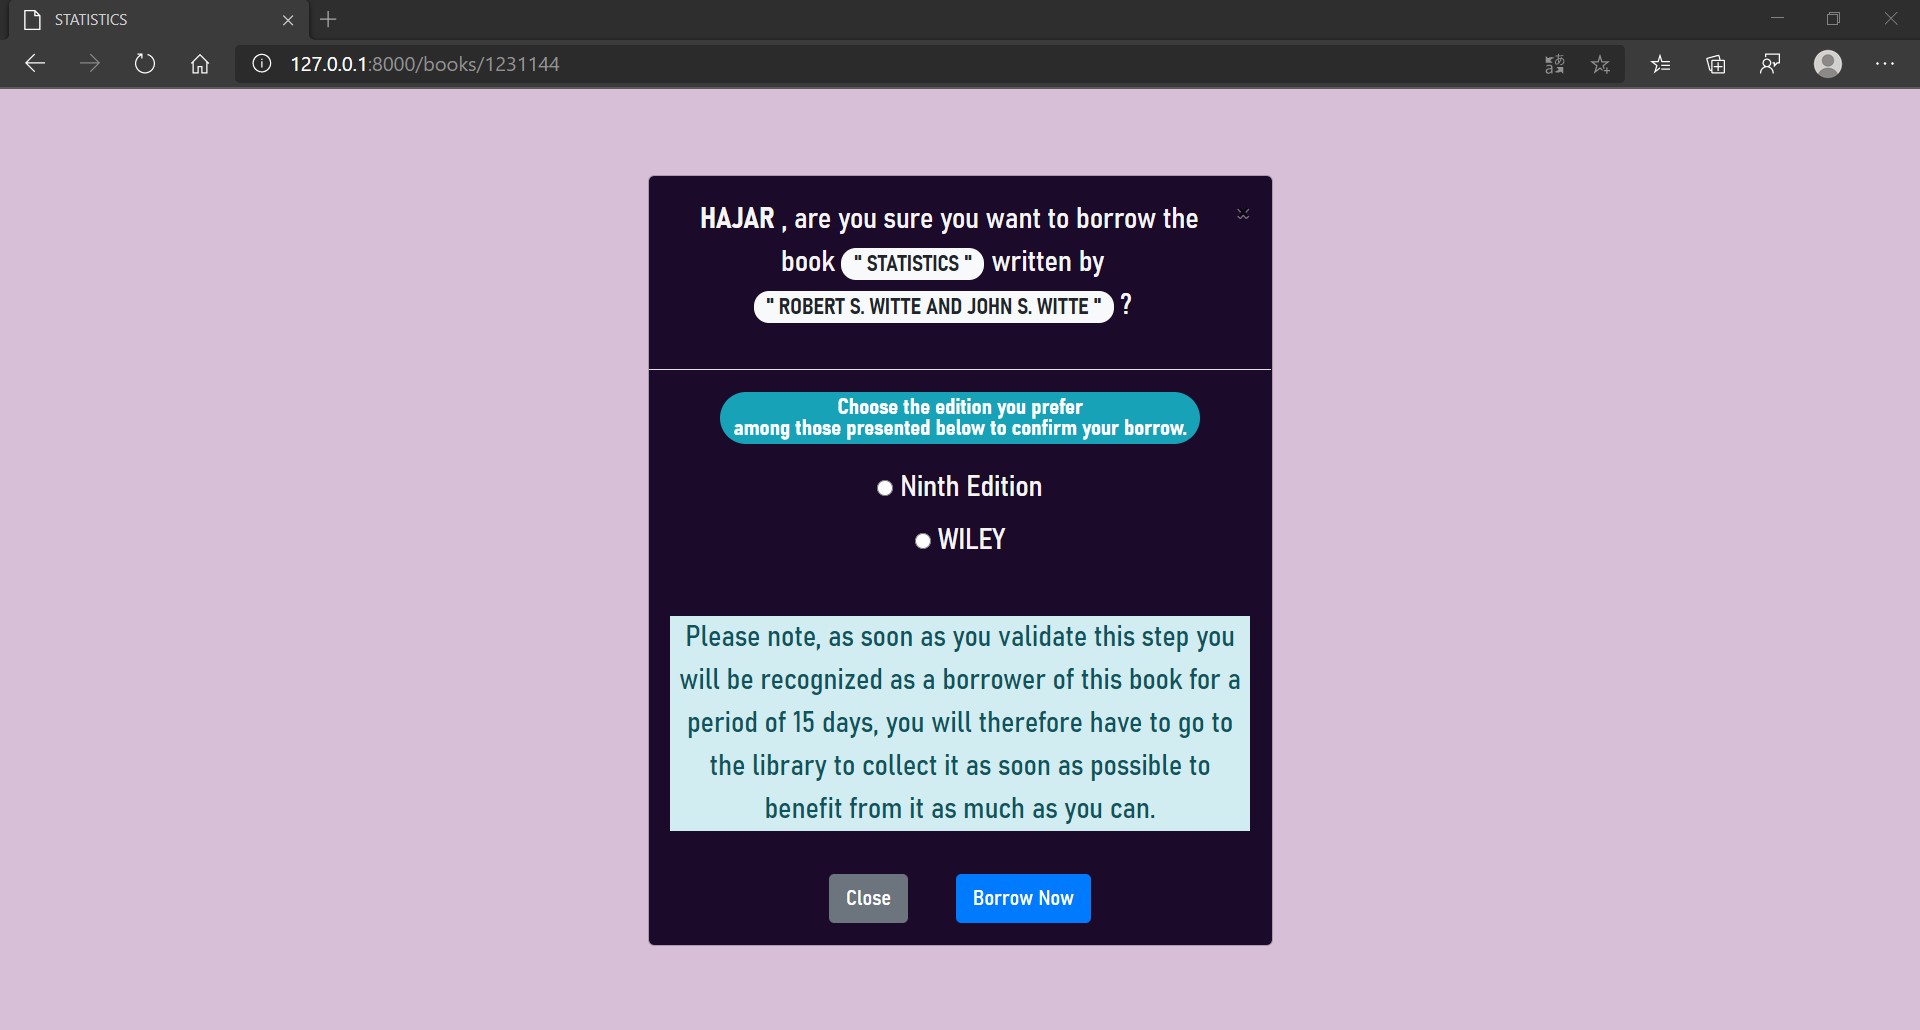 STATISTICS
127.0.0.1:8000/books/1231144
HAJAR , are you sure you want to borrow the
book " STATISTICS " written by
" ROBERT S. WITTE AND JOHN S. WITTE " ?
Choose the edition you prefer
among those presented below to confirm your borrow.
Ninth Edition
WILEY
Please note, as soon as you validate this step you
will be recognized as a borrower of this book for a
period of 15 days, you will therefore have to go to
the library to collect it as soon as possible to
benefit from it as much as you can.
Close
Borrow Now